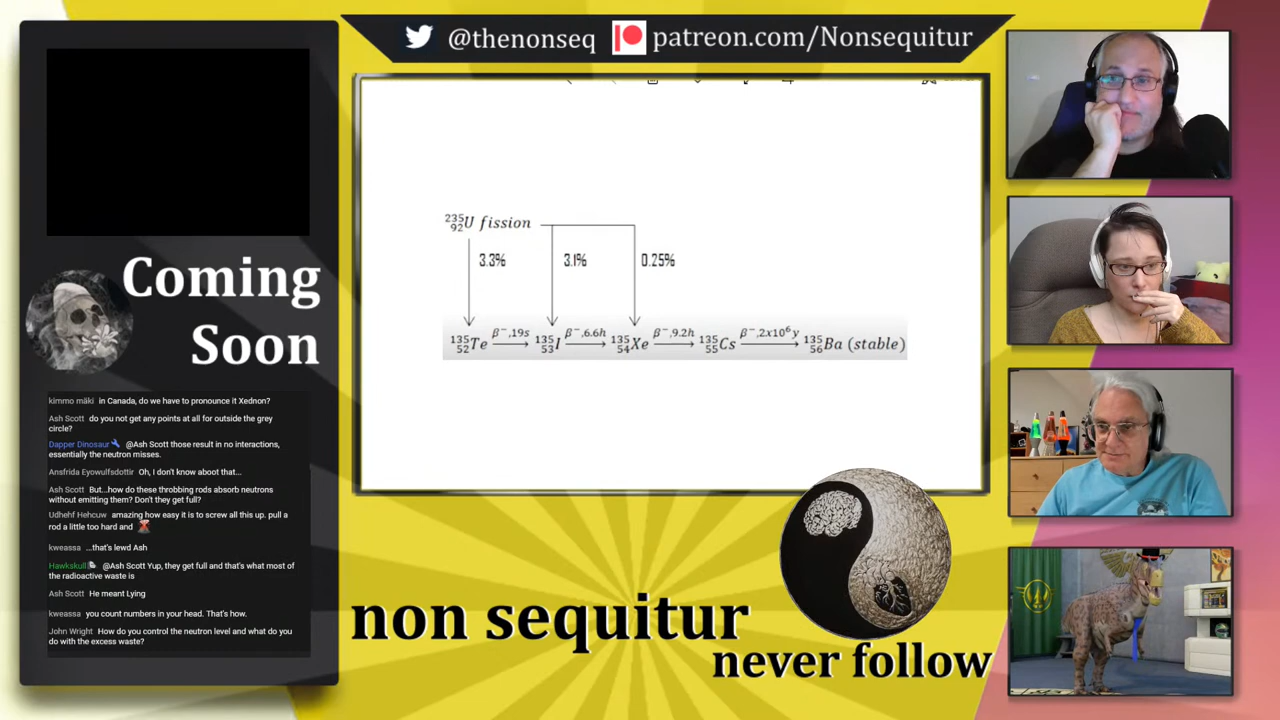 @thenonseq patreon.com/Nonsequitur
Coming
Soon
kimmo mäki in Canada, do we have to pronounce it Xednon?
Ash Scott do you not get any points at all for outside the grey
circle?
Dapper Dinosaur @Ash Scott those result in no interactions,
essentially the neutron misses.
Ansfrida Eyowulfsdottir Oh, I don't know aboot that...
Ash Scott But...how do these throbbing rods absorb neutrons
without emitting them? Don't they get full?
Udhehf Hehcuw amazing how easy it is to screw all this up. pull a
rod a little too hard and
kweassa ...that's lewd Ash
Hawkskull @Ash Scott Yup, they get full and that's what most of
the radioactive waste is
Ash Scott He meant Lying
kweassa you count numbers in your head. That's how.
John Wright How do you control the neutron level and what do you
do with the excess waste?
²³⁵₉₂U fission
3.3% 3.1% 0.25%
¹³⁵₅₂Te β⁻,19s ¹³⁵₅₃I β⁻,6.6h ¹³⁵₅₄Xe β⁻,9.2h ¹³⁵₅₅Cs β⁻,2x10⁶y ¹³⁵₅₆Ba (stable)
non sequitur
never follow